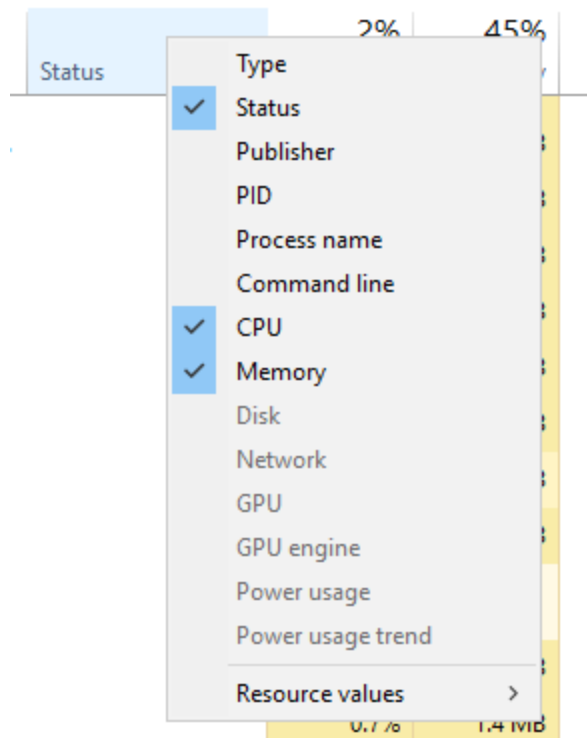 2% 45%
Status
Type
Status
Publisher
PID
Process name
Command line
CPU
Memory
Disk
Network
GPU
GPU engine
Power usage
Power usage trend
Resource values
0.7% 1.4 MB